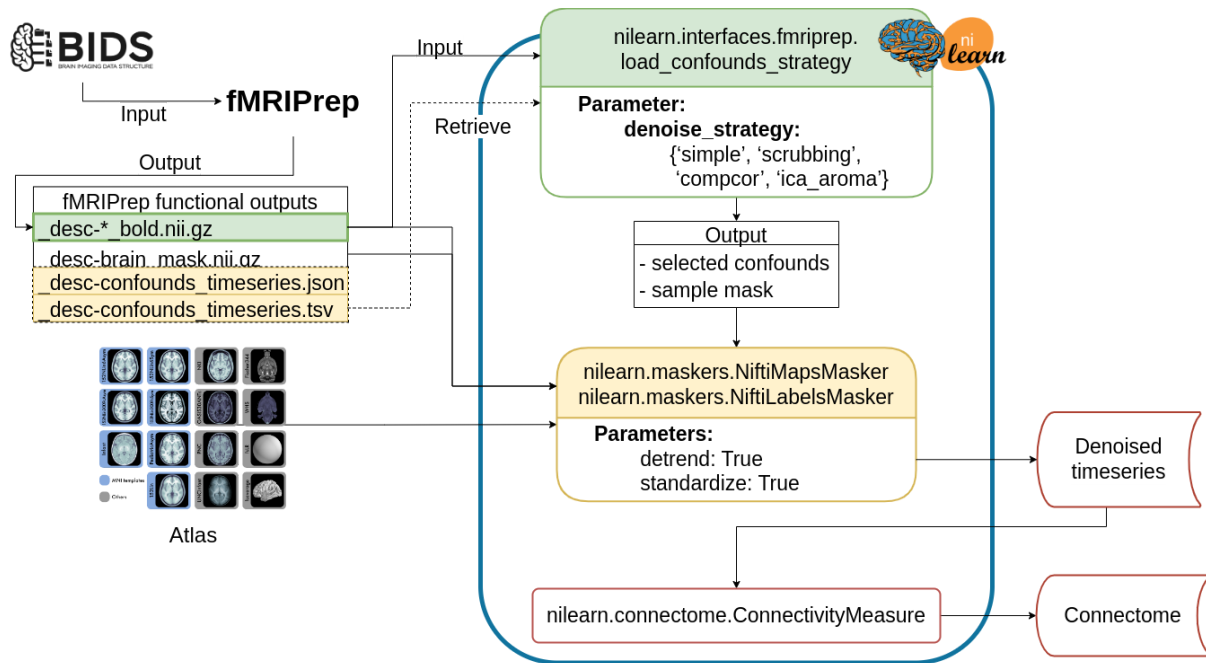 BIDS
BRAIN IMAGING DATA STRUCTURE
Input
fMRIPrep
Output
fMRIPrep functional outputs
_desc-*_bold.nii.gz
_desc-brain_mask.nii.gz
_desc-confounds_timeseries.json
_desc-confounds_timeseries.tsv
MNI templates
Others
Atlas
Input
Retrieve
nilearn.interfaces.fmriprep.
load_confounds_strategy
ni
learn
Parameter:
denoise_strategy:
{‘simple’, ‘scrubbing’,
‘compcor’, ‘ica_aroma’}
Output
- selected confounds
- sample mask
nilearn.maskers.NiftiMapsMasker
nilearn.maskers.NiftiLabelsMasker
Parameters:
detrend: True
standardize: True
Denoised
timeseries
nilearn.connectome.ConnectivityMeasure
Connectome